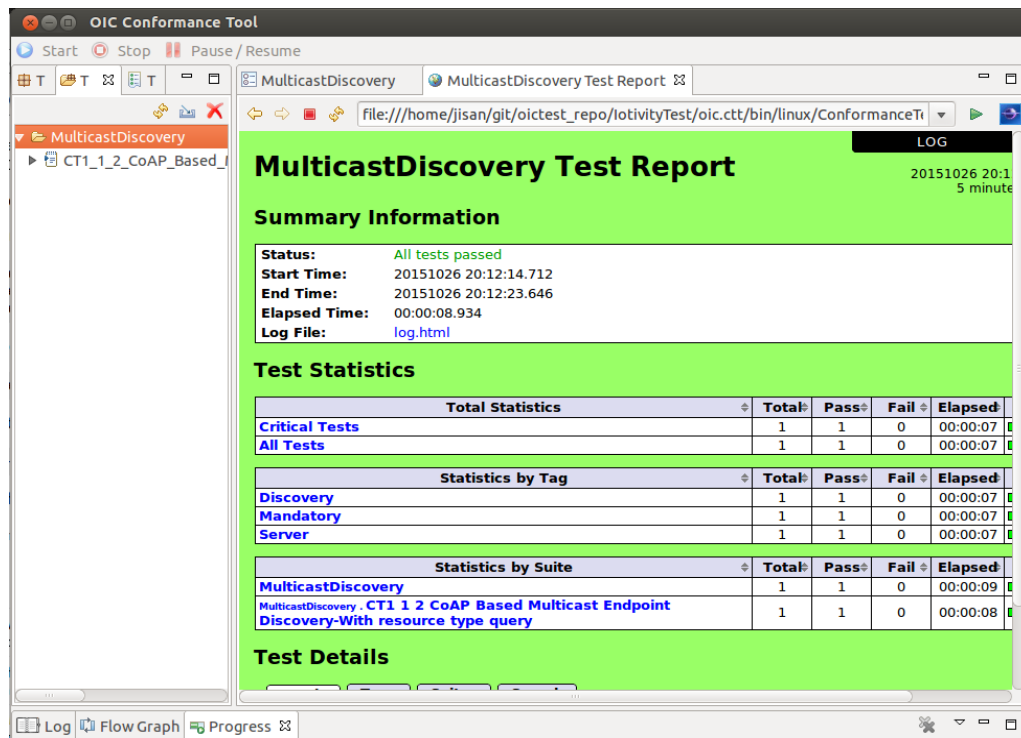 OIC Conformance Tool
Start Stop Pause/Resume
T T T
MulticastDiscovery
CT1_1_2_CoAP_Based_
MulticastDiscovery MulticastDiscovery Test Report
file:///home/jisan/git/oictest_repo/IotivityTest/oic.ctt/bin/linux/ConformanceTe
LOG
MulticastDiscovery Test Report
20151026 20:1
5 minute
Summary Information
Status: All tests passed
Start Time: 20151026 20:12:14.712
End Time: 20151026 20:12:23.646
Elapsed Time: 00:00:08.934
Log File: log.html
Test Statistics
Total Statistics Total Pass Fail Elapsed
Critical Tests 1 1 0 00:00:07
All Tests 1 1 0 00:00:07
Statistics by Tag Total Pass Fail Elapsed
Discovery 1 1 0 00:00:07
Mandatory 1 1 0 00:00:07
Server 1 1 0 00:00:07
Statistics by Suite Total Pass Fail Elapsed
MulticastDiscovery 1 1 0 00:00:09
MulticastDiscovery . CT1 1 2 CoAP Based Multicast Endpoint
Discovery-With resource type query 1 1 0 00:00:08
Test Details
Log Flow Graph Progress